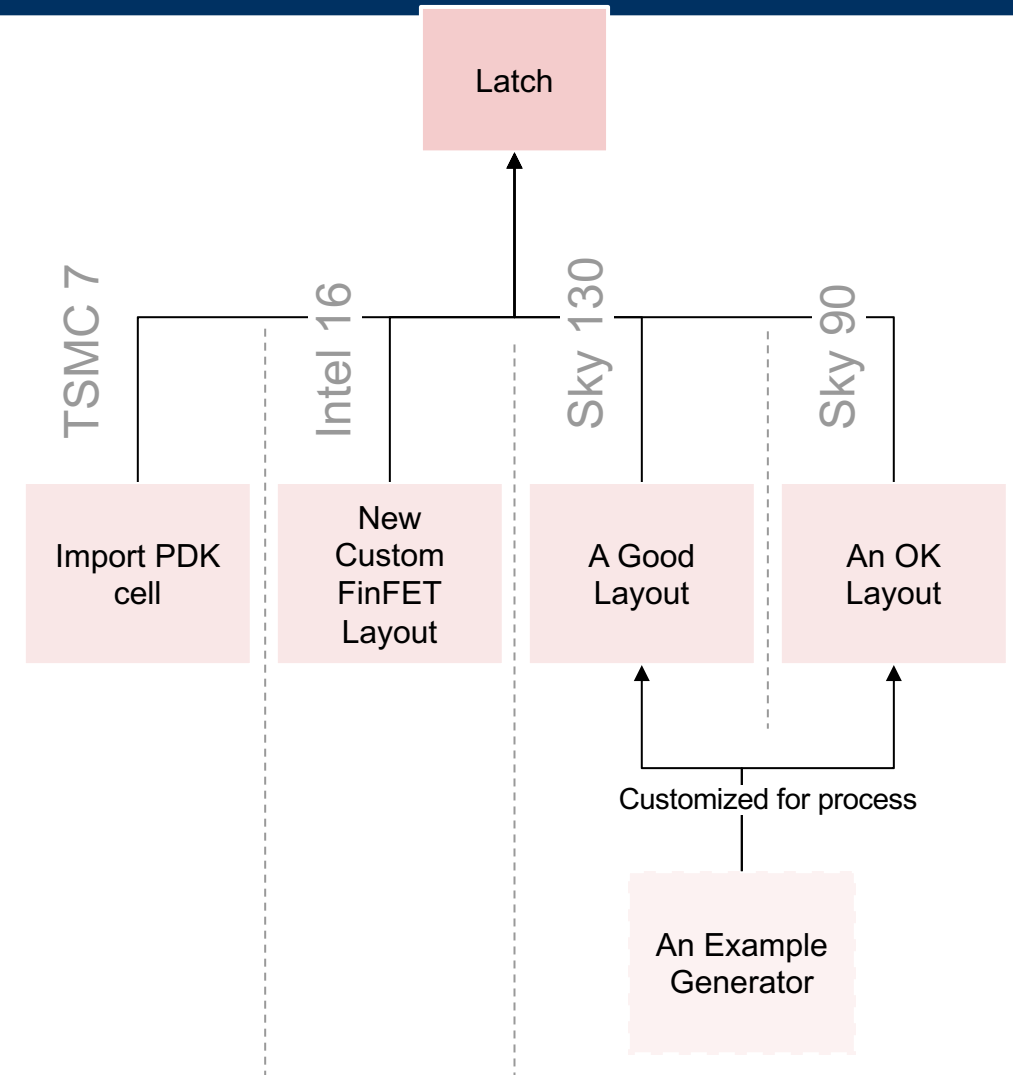 Latch
TSMC 7
Intel 16
Sky 130
Sky 90
Import PDK
cell
New
Custom
FinFET
Layout
A Good
Layout
An OK
Layout
Customized for process
An Example
Generator